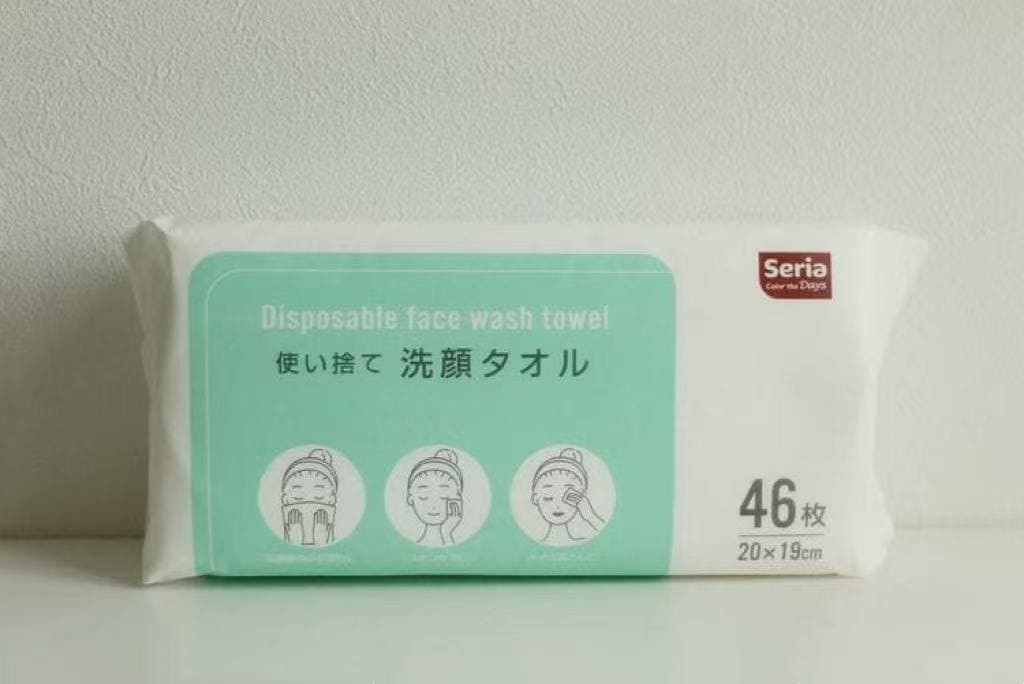 Seria
Color the Days
Disposable face wash towel
使い捨て 洗顔タオル
46枚
20×19cm